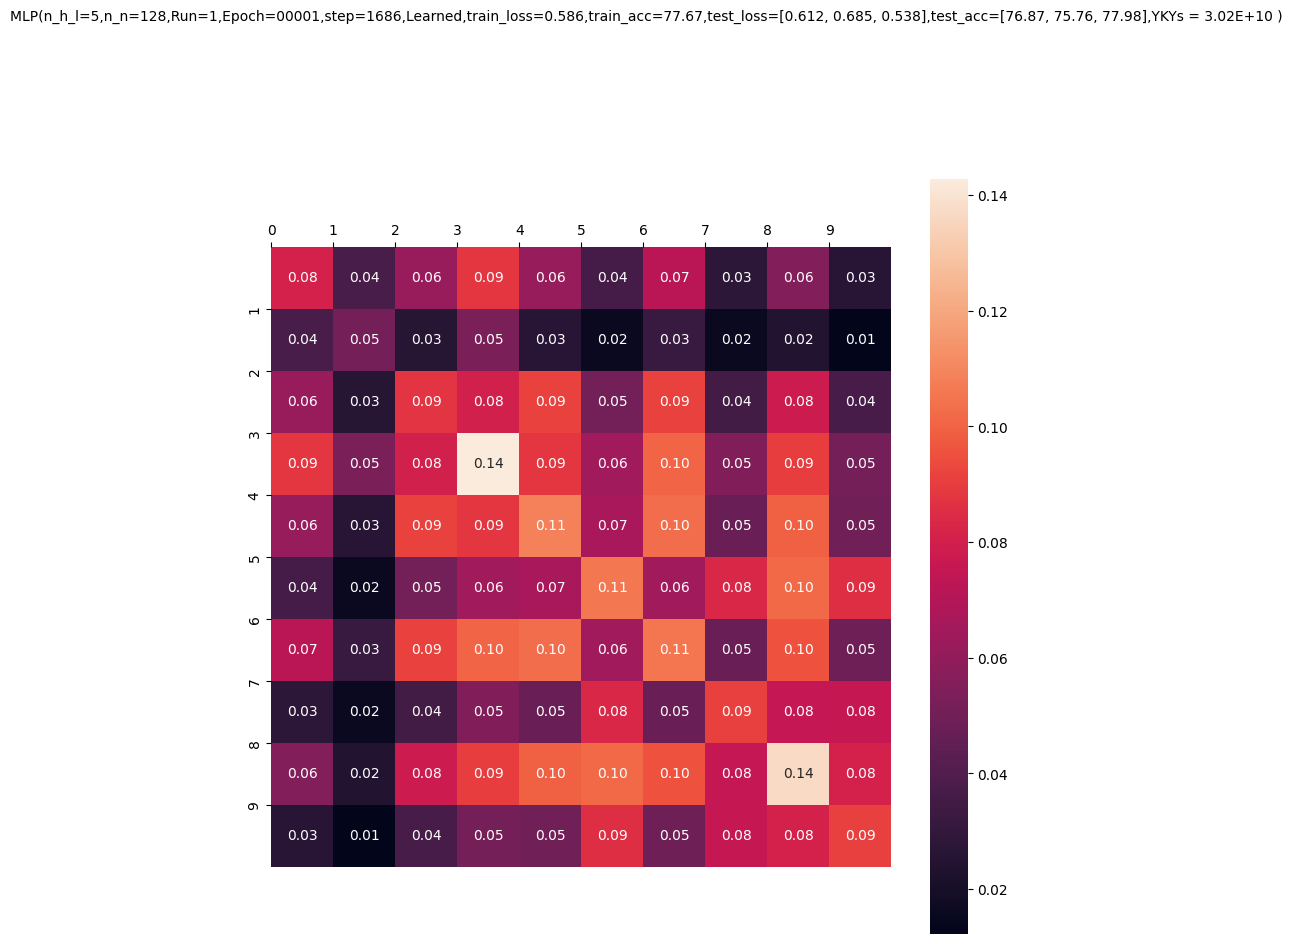 MLP(n_h_l=5,n_n=128,Run=1,Epoch=00001,step=1686,Learned,train_loss=0.586,train_acc=77.67,test_loss=[0.612, 0.685, 0.538],test_acc=[76.87, 75.76, 77.98],YKYs = 3.02E+10 )
0 1 2 3 4 5 6 7 8 9
0.08 0.04 0.06 0.09 0.06 0.04 0.07 0.03 0.06 0.03
1
0.04 0.05 0.03 0.05 0.03 0.02 0.03 0.02 0.02 0.01
2
0.06 0.03 0.09 0.08 0.09 0.05 0.09 0.04 0.08 0.04
3
0.09 0.05 0.08 0.14 0.09 0.06 0.10 0.05 0.09 0.05
4
0.06 0.03 0.09 0.09 0.11 0.07 0.10 0.05 0.10 0.05
5
0.04 0.02 0.05 0.06 0.07 0.11 0.06 0.08 0.10 0.09
6
0.07 0.03 0.09 0.10 0.10 0.06 0.11 0.05 0.10 0.05
7
0.03 0.02 0.04 0.05 0.05 0.08 0.05 0.09 0.08 0.08
8
0.06 0.02 0.08 0.09 0.10 0.10 0.10 0.08 0.14 0.08
9
0.03 0.01 0.04 0.05 0.05 0.09 0.05 0.08 0.08 0.09
0.14
0.12
0.10
0.08
0.06
0.04
0.02